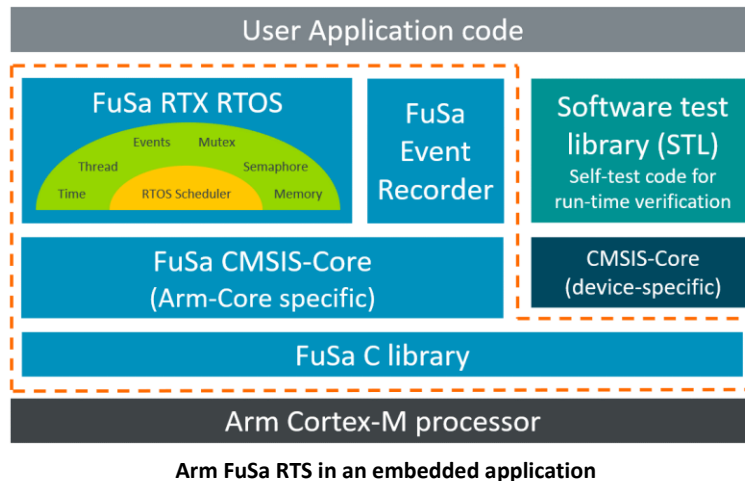 User Application code
FuSa RTX RTOS
Events Mutex
Thread Semaphore
Time RTOS Scheduler Memory
FuSa
Event
Recorder
Software test
library (STL)
Self-test code for
run-time verification
FuSa CMSIS-Core
(Arm-Core specific)
CMSIS-Core
(device-specific)
FuSa C library
Arm Cortex-M processor
Arm FuSa RTS in an embedded application